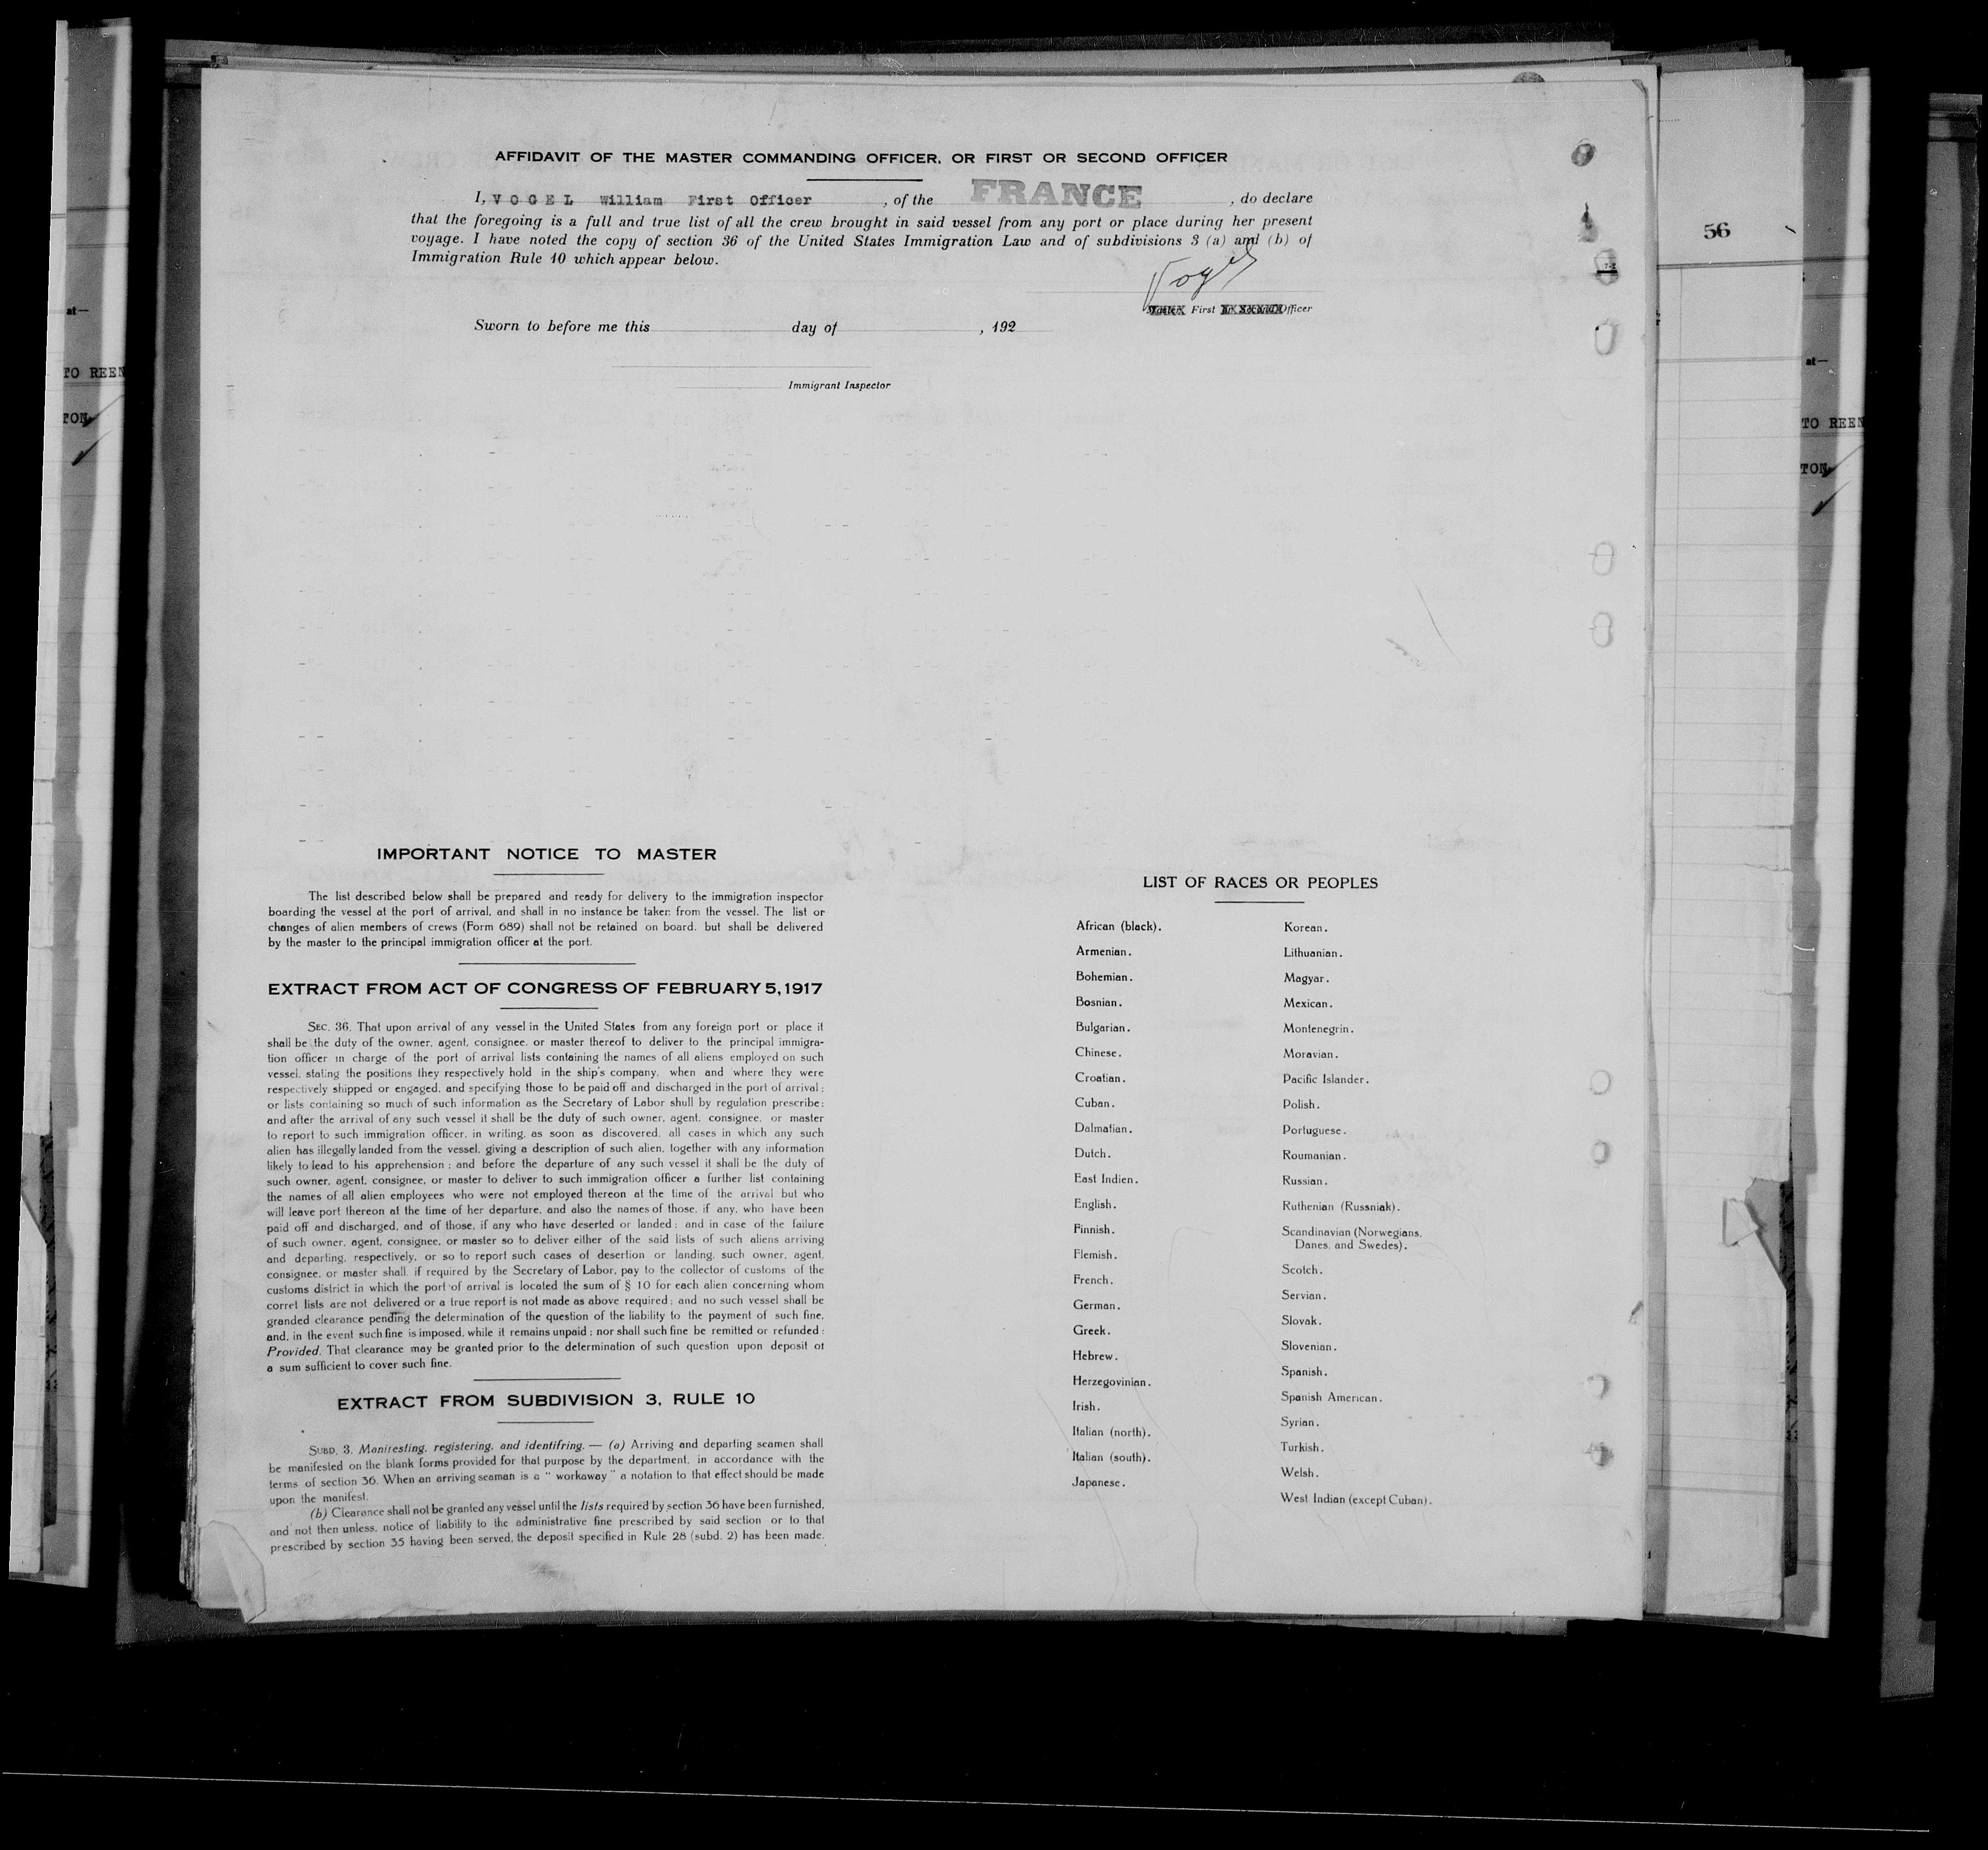 AFFIDAVIT OF THE MASTER COMMANDING OFFICER, OR FIRST OR SECOND OFFICER
I, VOGEL William First Officer , of the FRANCE , do declare
that the foregoing is a full and true list of all the crew brought in said vessel from any port or place during her present
voyage. I have noted the copy of section 36 of the United States Immigration Law and of subdivisions 3 (a) and (b) of
Immigration Rule 10 which appear below.
Vogel
First Officer
Sworn to before me this day of , 192
Immigrant Inspector
56
at—
TO REEN
TON
at—
TO REEN
TON
IMPORTANT NOTICE TO MASTER
The list described below shall be prepared and ready for delivery to the immigration inspector
boarding the vessel at the port of arrival, and shall in no instance be taken from the vessel. The list or
changes of alien members of crews (Form 689) shall not be retained on board, but shall be delivered
by the master to the principal immigration officer at the port.
EXTRACT FROM ACT OF CONGRESS OF FEBRUARY 5, 1917
SEC. 36. That upon arrival of any vessel in the United States from any foreign port or place it
shall be the duty of the owner, agent, consignee, or master thereof to deliver to the principal immigra-
tion officer in charge of the port of arrival lists containing the names of all aliens employed on such
vessel, stating the positions they respectively hold in the ship's company, when and where they were
respectively shipped or engaged, and specifying those to be paid off and discharged in the port of arrival ;
or lists containing so much of such information as the Secretary of Labor shull by regulation prescribe ;
and after the arrival of any such vessel it shall be the duty of such owner, agent, consignee, or master
to report to such immigration officer, in writing, as soon as discovered, all cases in which any such
alien has illegally landed from the vessel, giving a description of such alien, together with any information
likely to lead to his apprehension ; and before the departure of any such vessel it shall be the duty of
such owner, agent, consignee, or master to deliver to such immigration officer a further list containing
the names of all alien employees who were not employed thereon at the time of the arrival but who
will leave port thereon at the time of her departure, and also the names of those, if any, who have been
paid off and discharged, and of those, if any who have deserted or landed ; and in case of the failure
of such owner, agent, consignee, or master so to deliver either of the said lists of such aliens arriving
and departing, respectively, or so to report such cases of desertion or landing, such owner, agent,
consignee, or master shall, if required by the Secretary of Labor, pay to the collector of customs of the
customs district in which the port of arrival is located the sum of § 10 for each alien concerning whom
corret lists are not delivered or a true report is not made as above required ; and no such vessel shall be
granded clearance pending the determination of the question of the liability to the payment of such fine,
and, in the event such fine is imposed, while it remains unpaid ; nor shall such fine be remitted or refunded :
Provided, That clearance may be granted prior to the determination of such question upon deposit of
a sum sufficient to cover such fine.
EXTRACT FROM SUBDIVISION 3, RULE 10
SUBD. 3. Maniresting, registering, and identifring. — (a) Arriving and departing seamen shall
be manifested on the blank forms provided for that purpose by the department, in accordance with the
terms of section 36. When an arriving seaman is a " workaway " a notation to that effect should be made
upon the manifest.
(b) Clearance shall not be granted any vessel until the lists required by section 36 have been furnished,
and not then unless, notice of liability to the administrative fine prescribed by said section or to that
prescribed by section 35 having been served, the deposit specified in Rule 28 (subd. 2) has been made.
LIST OF RACES OR PEOPLES
African (black).
Armenian.
Bohemian.
Bosnian.
Bulgarian.
Chinese.
Croatian.
Cuban.
Dalmatian.
Dutch.
East Indien.
English.
Finnish.
Flemish.
French.
German.
Greek.
Hebrew.
Herzegovinian.
Irish.
Italian (north).
Italian (south).
Japanese.
Korean.
Lithuanian.
Magyar.
Mexican.
Montenegrin.
Moravian.
Pacific Islander.
Polish.
Portuguese.
Roumanian.
Russian.
Ruthenian (Russniak).
Scandinavian (Norwegians,
Danes, and Swedes).
Scotch.
Servian.
Slovak.
Slovenian.
Spanish.
Spanish American.
Syrian.
Turkish.
Welsh.
West Indian (except Cuban).